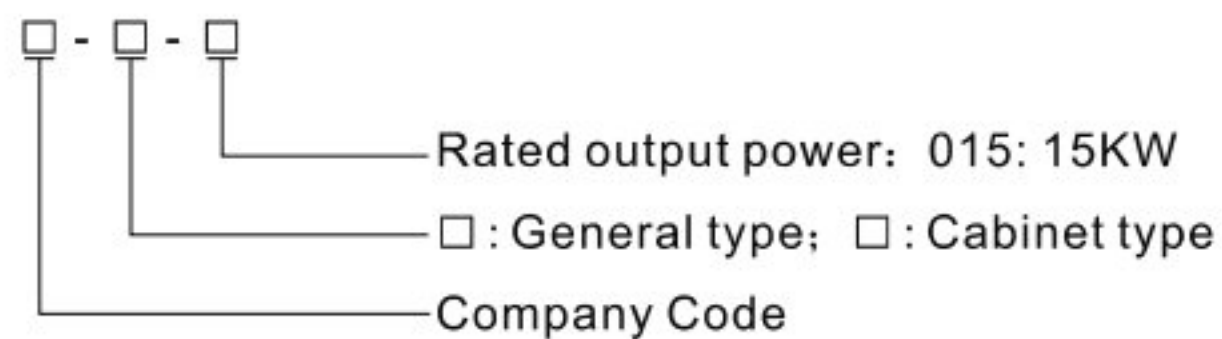 □ - □ - □
Rated output power：015: 15KW
□ : General type；□ : Cabinet type
Company Code